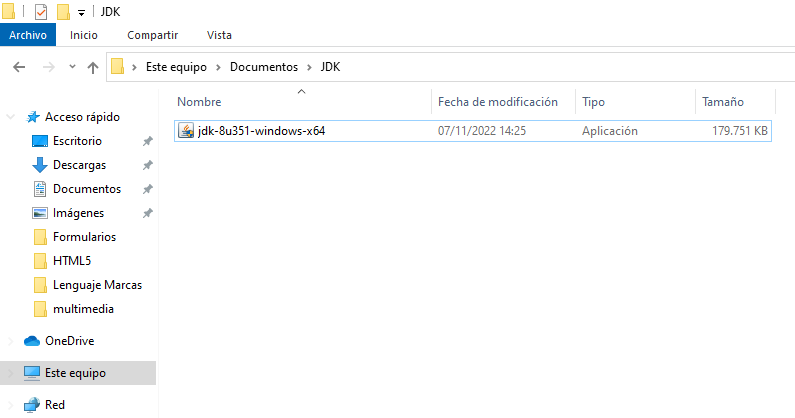 JDK
Archivo Inicio Compartir Vista
Este equipo Documentos JDK
Nombre Fecha de modificación Tipo Tamaño
jdk-8u351-windows-x64 07/11/2022 14:25 Aplicación 179.751 KB
Acceso rápido
Escritorio
Descargas
Documentos
Imágenes
Formularios
HTML5
Lenguaje Marcas
multimedia
OneDrive
Este equipo
Red